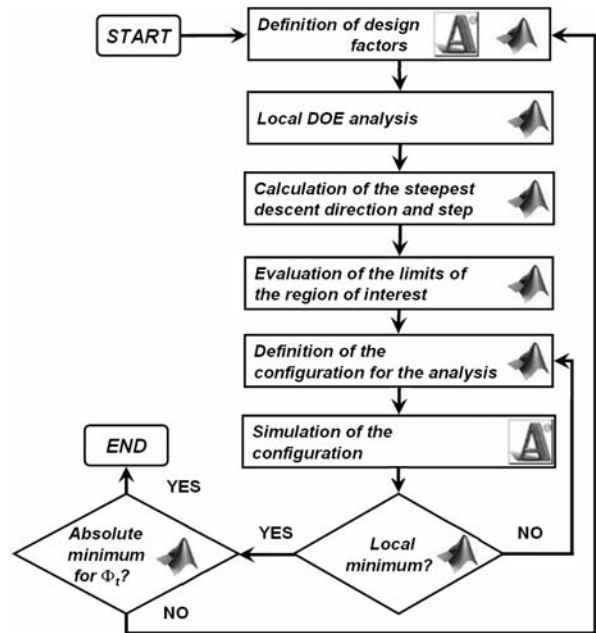 START
Definition of design
factors
Local DOE analysis
Calculation of the steepest
descent direction and step
Evaluation of the limits of
the region of interest
Definition of the
configuration for the analysis
Simulation of the
configuration
END
YES
Absolute
minimum
for Φt?
YES
Local
minimum?
NO
NO